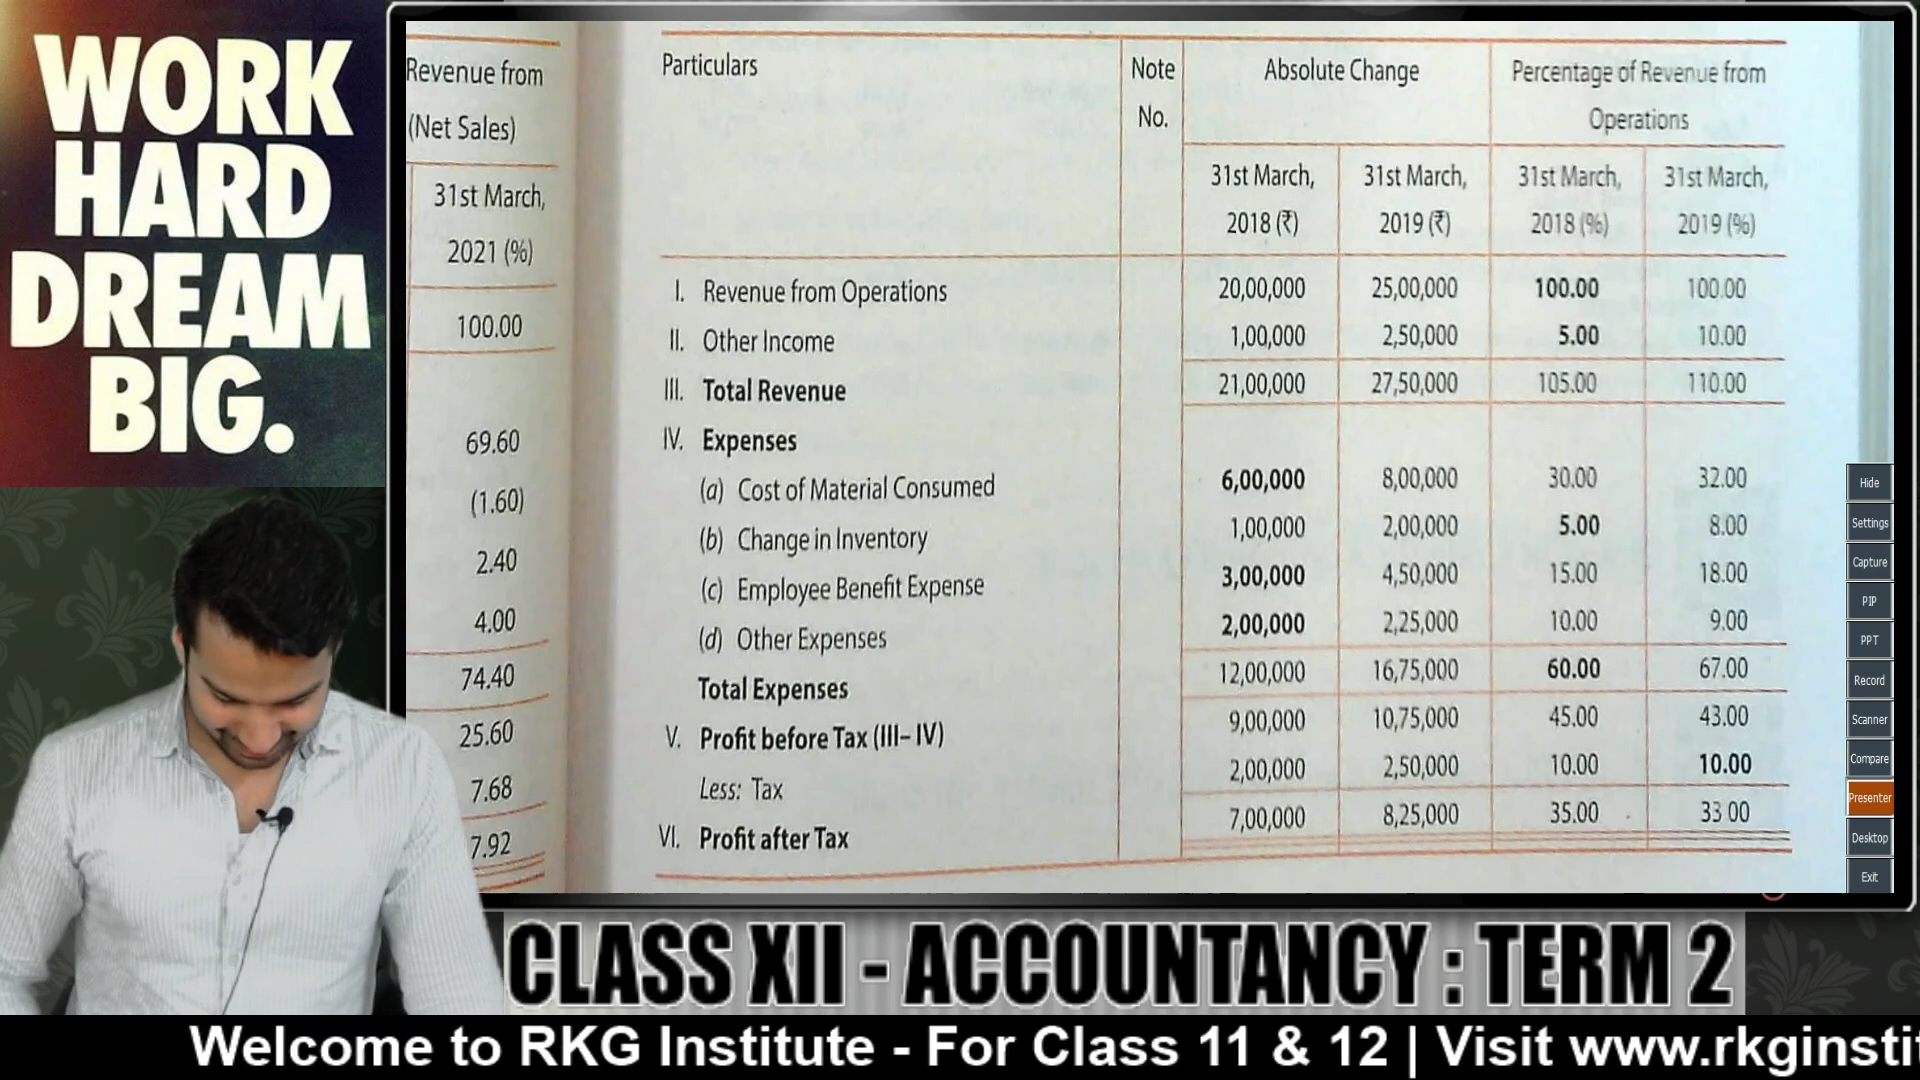 WORK
HARD
DREAM
BIG.
Revenue from
(Net Sales)
31st March,
2021 (%)
100.00
69.60
(1.60)
2.40
4.00
74.40
25.60
7.68
7.92
Particulars Note No. Absolute Change Percentage of Revenue from Operations
31st March, 2018 (₹) 31st March, 2019 (₹) 31st March, 2018 (%) 31st March, 2019 (%)
I. Revenue from Operations 20,00,000 25,00,000 100.00 100.00
II. Other Income 1,00,000 2,50,000 5.00 10.00
III. Total Revenue 21,00,000 27,50,000 105.00 110.00
IV. Expenses
(a) Cost of Material Consumed 6,00,000 8,00,000 30.00 32.00
(b) Change in Inventory 1,00,000 2,00,000 5.00 8.00
(c) Employee Benefit Expense 3,00,000 4,50,000 15.00 18.00
(d) Other Expenses 2,00,000 2,25,000 10.00 9.00
Total Expenses 12,00,000 16,75,000 60.00 67.00
V. Profit before Tax (III– IV) 9,00,000 10,75,000 45.00 43.00
Less: Tax 2,00,000 2,50,000 10.00 10.00
VI. Profit after Tax 7,00,000 8,25,000 35.00 33 00
Hide
Settings
Capture
PIP
PPT
Record
Scanner
Compare
Presenter
Desktop
Exit
CLASS XII - ACCOUNTANCY : TERM 2
Welcome to RKG Institute - For Class 11 & 12 | Visit www.rkginstit